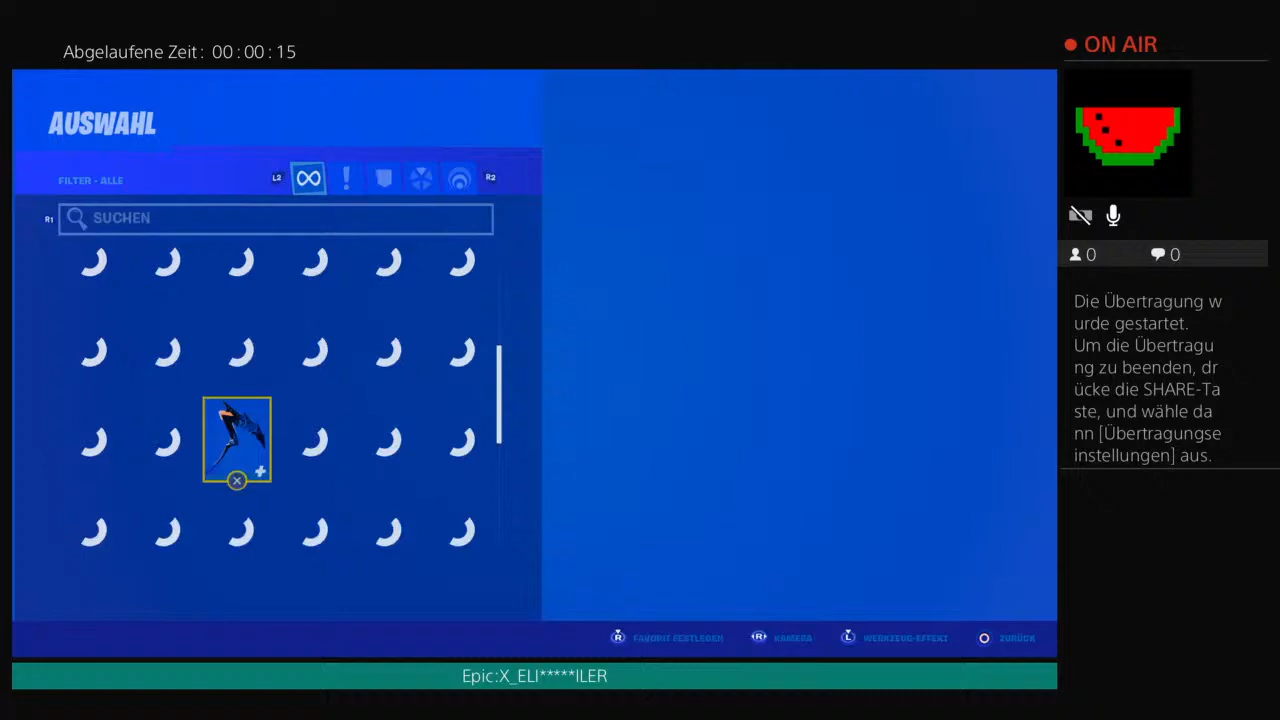 Abgelaufene Zeit: 00:00:15
ON AIR
AUSWAHL
FILTER - ALLE
L2
R2
R1
SUCHEN
0
0
Die Übertragung w
urde gestartet.
Um die Übertragu
ng zu beenden, dr
ücke die SHARE-Ta
ste, und wähle da
nn [Übertragungse
instellungen] aus.
R FAVORIT FESTLEGEN
R KAMERA
L WERKZEUG-EFFEKT
ZURÜCK
Epic:X_ELI*****ILER